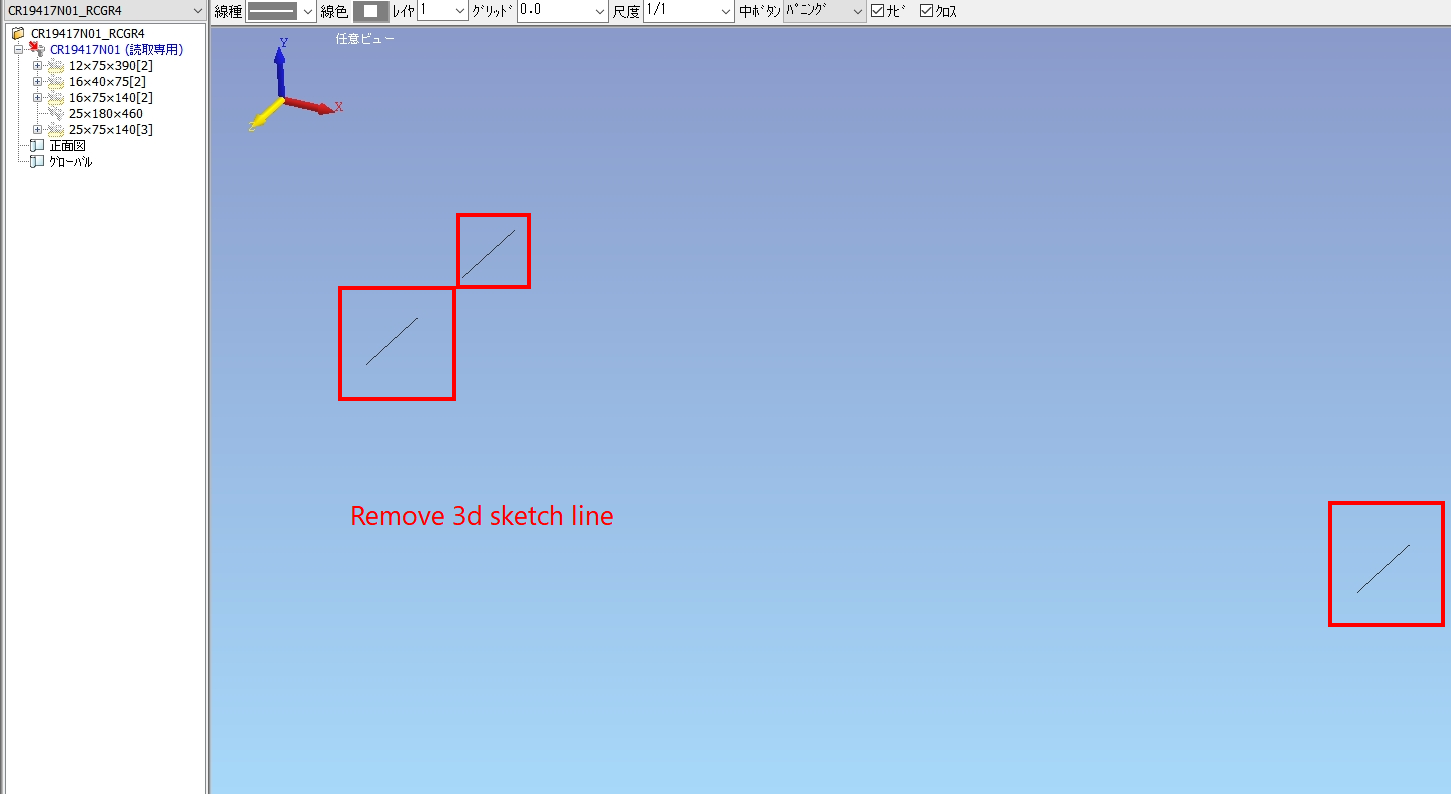 CR19417N01_RCGR4
線種
線色
ﾚｲﾔ 1
ｸﾞﾘｯﾄﾞ 0.0
尺度 1/1
中ﾎﾞﾀﾝ ﾊﾟﾆﾝｸﾞ
ﾅﾋﾞ
ｸﾛｽ
CR19417N01_RCGR4
CR19417N01 (読取専用)
12×75×390[2]
16×40×75[2]
16×75×140[2]
25×180×460
25×75×140[3]
正面図
ｸﾞﾛｰﾊﾞﾙ
任意ビュー
Y
X
Z
Remove 3d sketch line